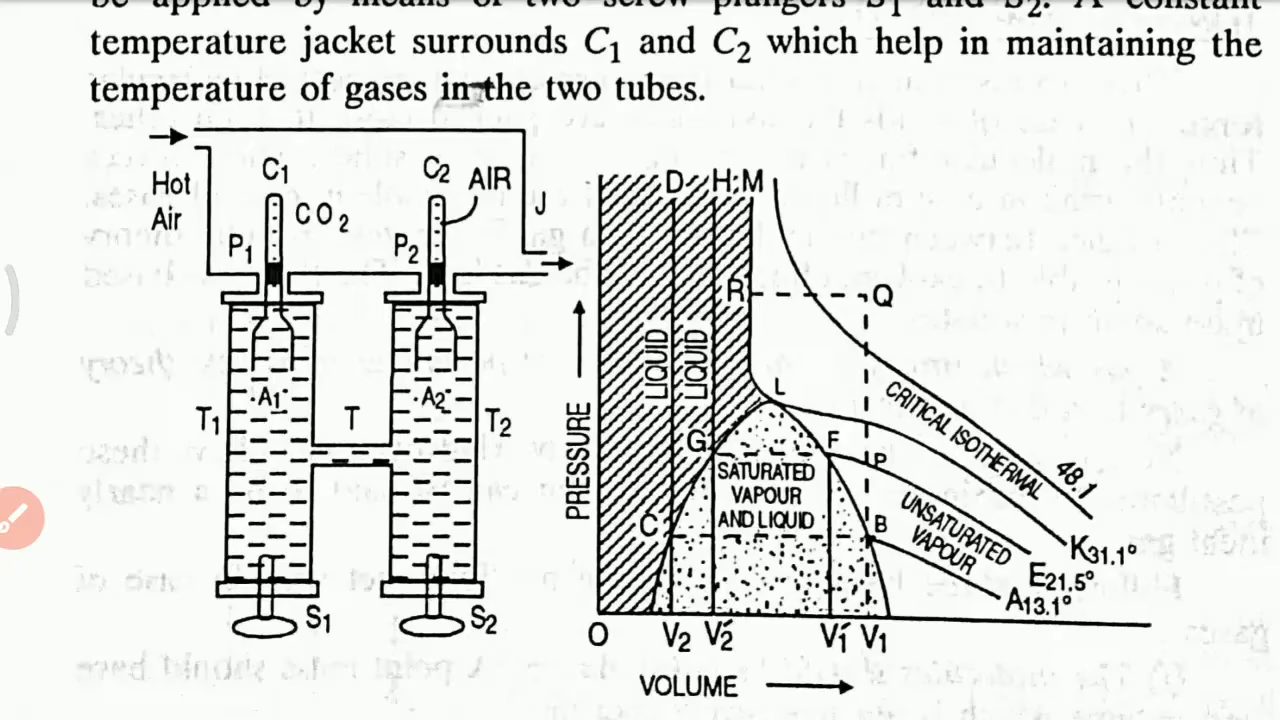 be applied by means of two screw plungers S1 and S2. A constant
temperature jacket surrounds C1 and C2 which help in maintaining the
temperature of gases in the two tubes.
Hot
Air
C1
CO2
P1
C2
AIR
P2
J
T1
A1
T
A2
T2
S1
S2
PRESSURE
D
H
M
R
Q
LIQUID
LIQUID
L
G
F
P
C
B
SATURATED
VAPOUR
AND LIQUID
CRITICAL ISOTHERMAL
48.1
UNSATURATED
VAPOUR
K31.1°
E21.5°
A13.1°
O
V2
V2′
V1′
V1
VOLUME